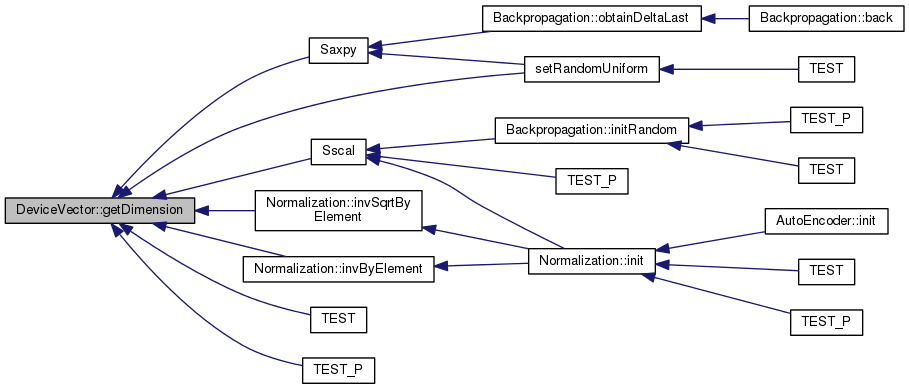 DeviceVector::getDimension
Saxpy
Sscal
Normalization::invSqrtBy
Element
Normalization::invByElement
TEST
TEST_P
Backpropagation::obtainDeltaLast
setRandomUniform
Backpropagation::initRandom
TEST_P
Normalization::init
Backpropagation::back
TEST
TEST_P
TEST
AutoEncoder::init
TEST
TEST_P